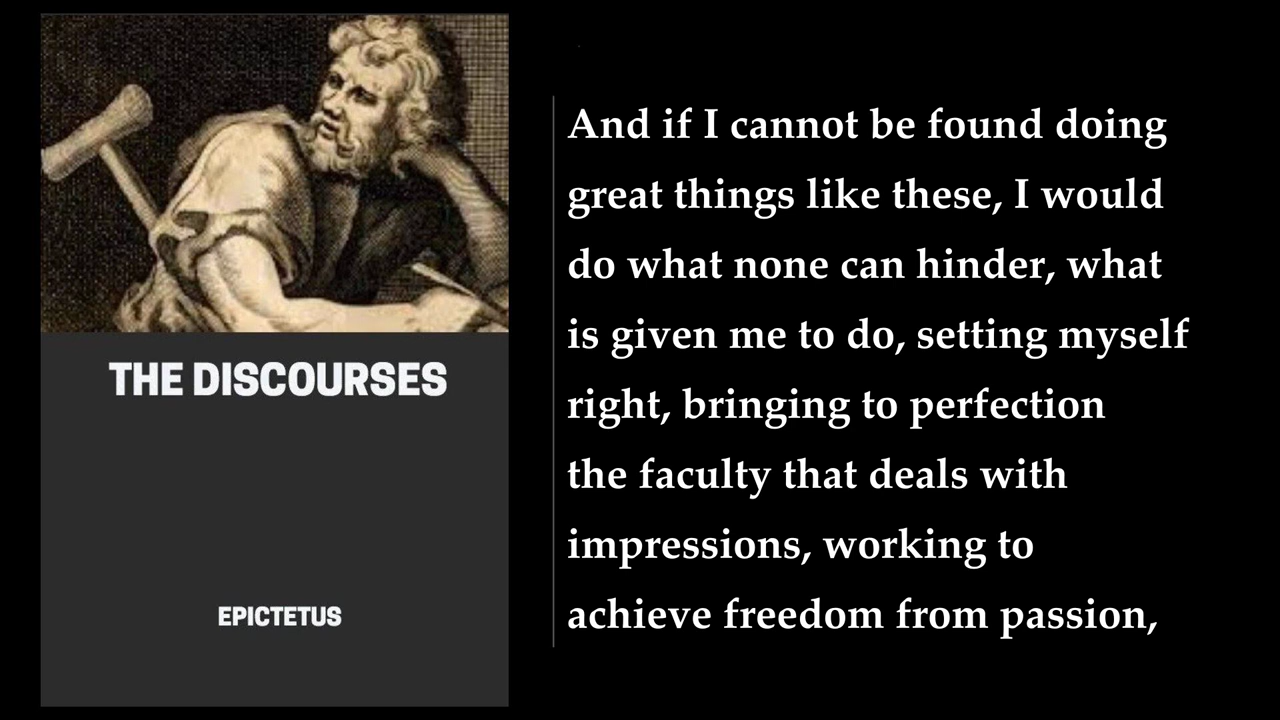 THE DISCOURSES
EPICTETUS
And if I cannot be found doing
great things like these, I would
do what none can hinder, what
is given me to do, setting myself
right, bringing to perfection
the faculty that deals with
impressions, working to
achieve freedom from passion,